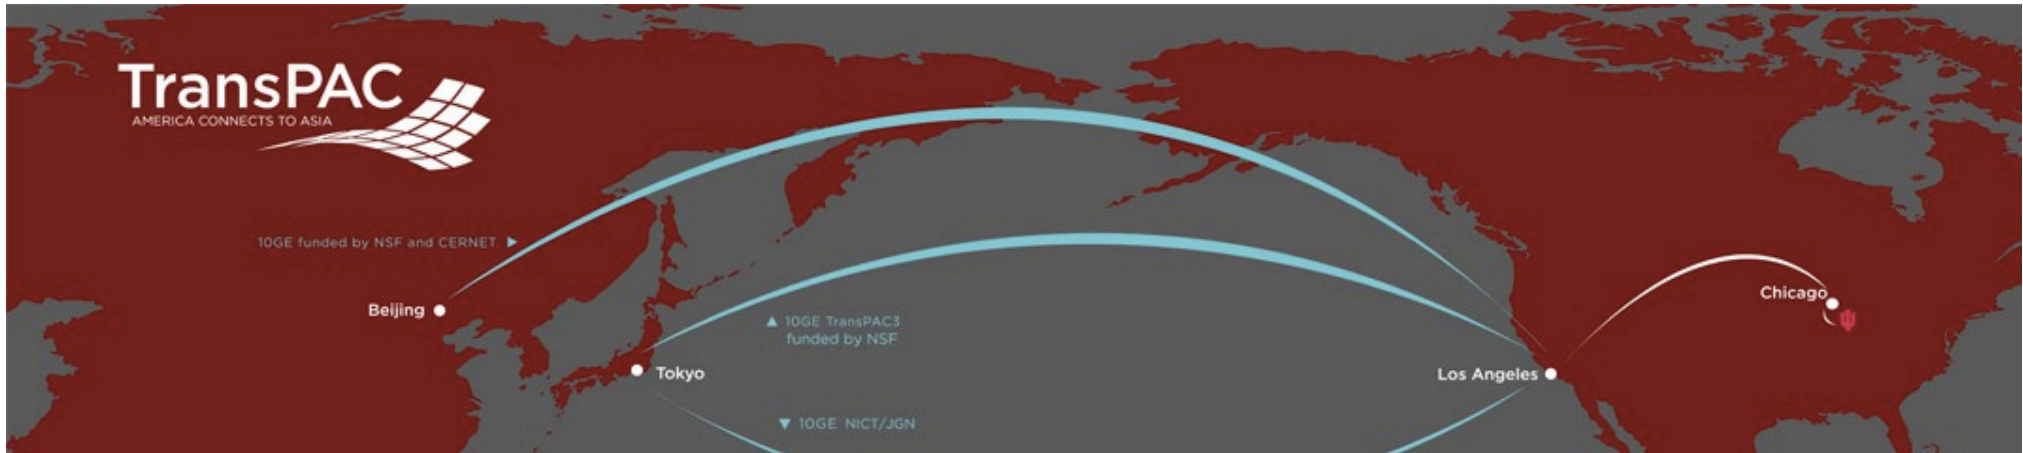 TransPAC
AMERICA CONNECTS TO ASIA
10GE funded by NSF and CERNET ▶
Beijing
Chicago
▲ 10GE TransPAC3
funded by NSF
Tokyo
Los Angeles
▼ 10GE NICT/JGN